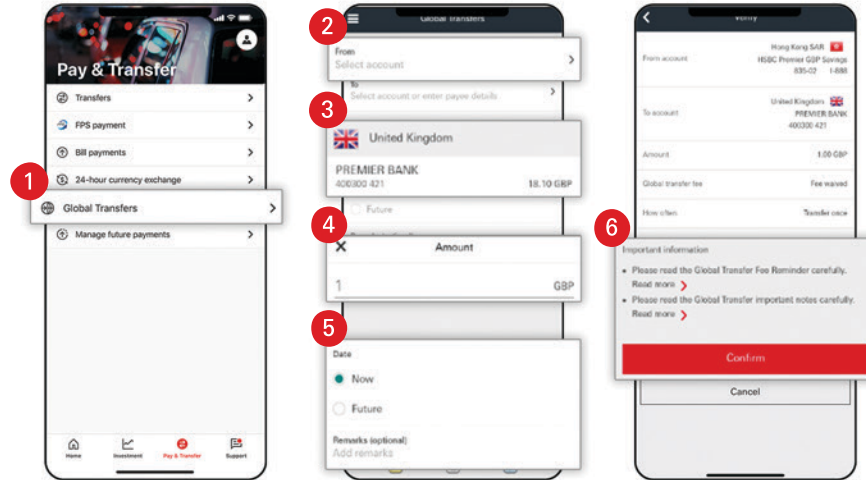 Pay & Transfer
Transfers
FPS payment
Bill payments
24-hour currency exchange
1
Global Transfers
Manage future payments
Home
Investment
Pay & Transfer
Support
Global Transfers
2
From
Select account
To
Select account or enter payee details
3
United Kingdom
PREMIER BANK
400300 421
18.10 GBP
Future
4
Amount
1
GBP
5
Date
Now
Future
Remarks (optional)
Add remarks
Verify
From account
Hong Kong SAR
HSBC Premier GBP Savings
To account
United Kingdom
PREMIER BANK
400300 421
Amount
1.00 GBP
Global transfer fee
Fee waived
How often
Transfer once
6
Important information
• Please read the Global Transfer Fee Reminder carefully.
Read more
• Please read the Global Transfer important notes carefully.
Read more
Confirm
Cancel